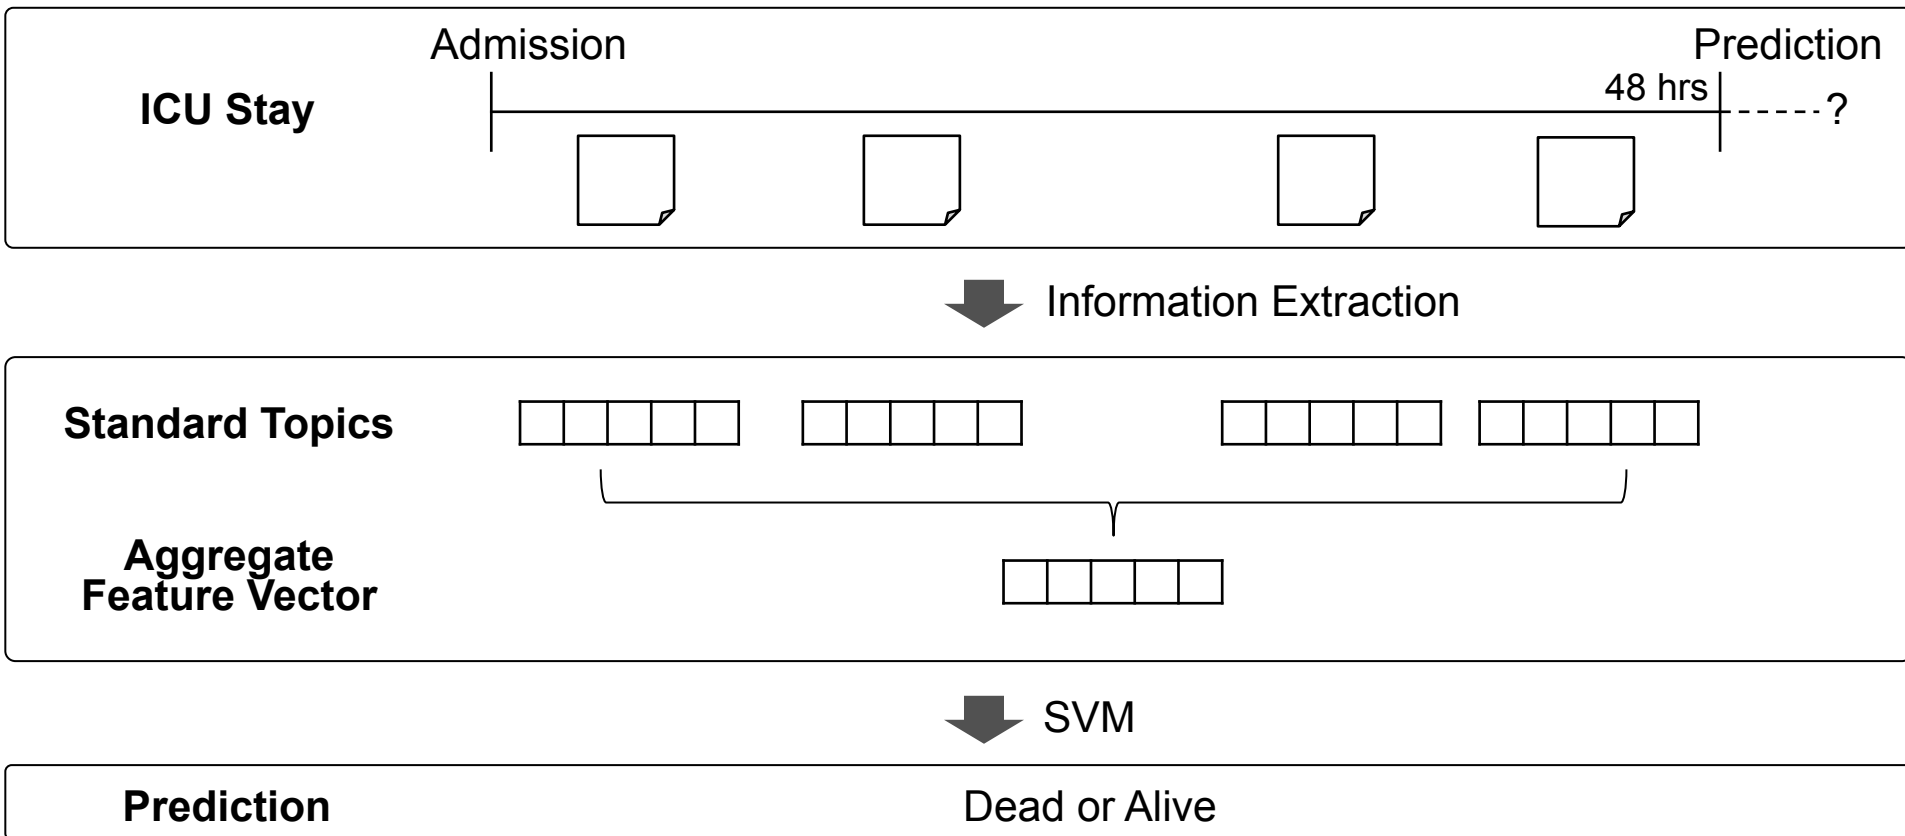 Admission
Prediction
48 hrs
ICU Stay
?
Information Extraction
Standard Topics
Aggregate
Feature Vector
SVM
Prediction
Dead or Alive